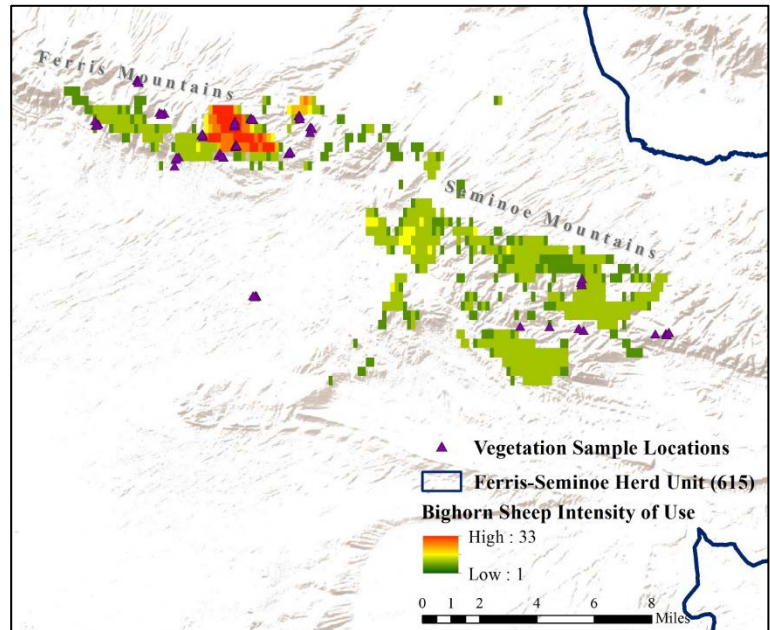 Ferris Mountains
Seminoe Mountains
Vegetation Sample Locations
Ferris-Seminoe Herd Unit (615)
Bighorn Sheep Intensity of Use
High : 33
Low : 1
0 1 2 4 6 8
Miles